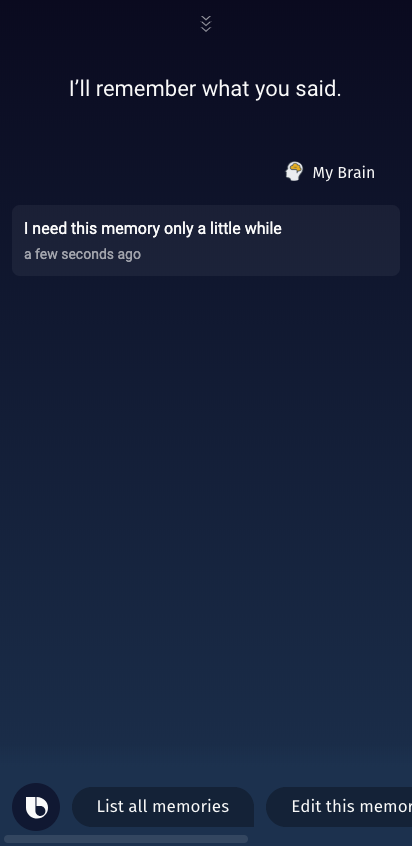 I’ll remember what you said.
My Brain
I need this memory only a little while
a few seconds ago
List all memories
Edit this memor